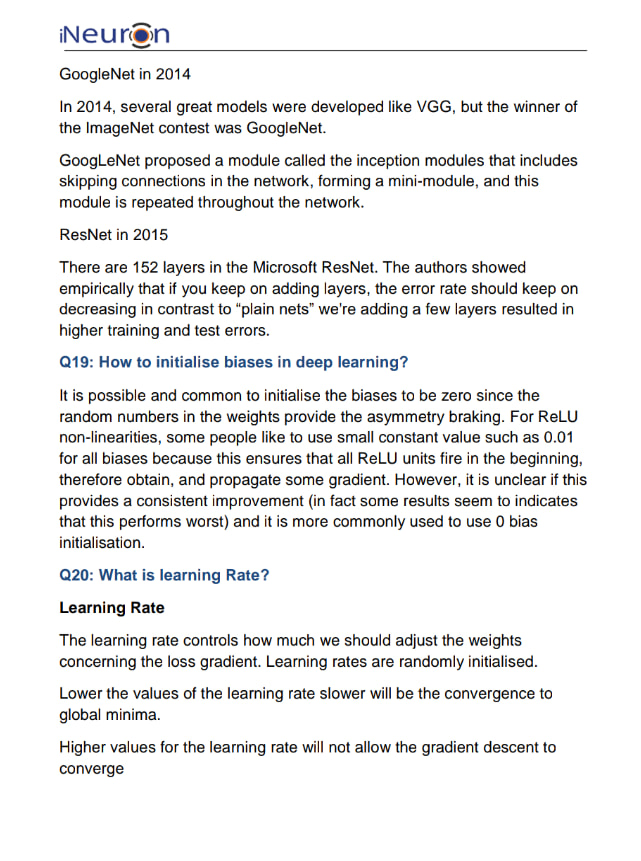 iNeuron
GoogleNet in 2014
In 2014, several great models were developed like VGG, but the winner of
the ImageNet contest was GoogleNet.
GoogLeNet proposed a module called the inception modules that includes
skipping connections in the network, forming a mini-module, and this
module is repeated throughout the network.
ResNet in 2015
There are 152 layers in the Microsoft ResNet. The authors showed
empirically that if you keep on adding layers, the error rate should keep on
decreasing in contrast to “plain nets” we’re adding a few layers resulted in
higher training and test errors.
Q19: How to initialise biases in deep learning?
It is possible and common to initialise the biases to be zero since the
random numbers in the weights provide the asymmetry braking. For ReLU
non-linearities, some people like to use small constant value such as 0.01
for all biases because this ensures that all ReLU units fire in the beginning,
therefore obtain, and propagate some gradient. However, it is unclear if this
provides a consistent improvement (in fact some results seem to indicates
that this performs worst) and it is more commonly used to use 0 bias
initialisation.
Q20: What is learning Rate?
Learning Rate
The learning rate controls how much we should adjust the weights
concerning the loss gradient. Learning rates are randomly initialised.
Lower the values of the learning rate slower will be the convergence to
global minima.
Higher values for the learning rate will not allow the gradient descent to
converge